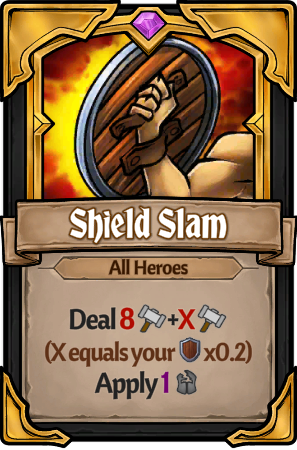 Shield Slam
All Heroes
Deal 8 + X
(X equals your x0.2)
Apply 1